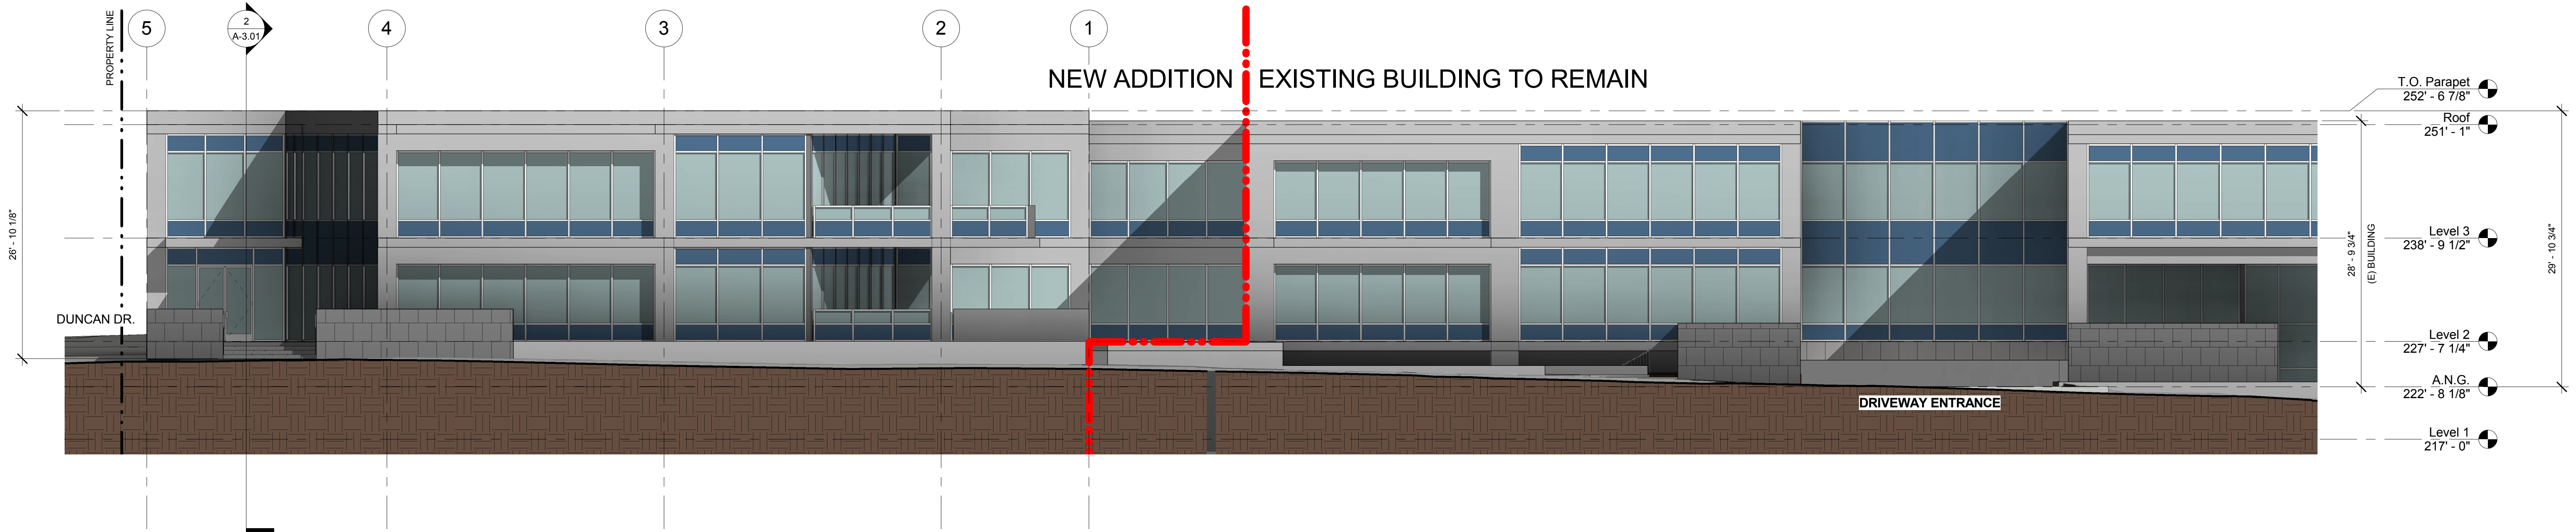 PROPERTY LINE
5
2
A-3.01
4
3
2
1
NEW ADDITION
EXISTING BUILDING TO REMAIN
T.O. Parapet
252' - 6 7/8"
Roof
251' - 1"
26' - 10 1/8"
Level 3
238' - 9 1/2"
28' - 9 3/4"
(E) BUILDING
29' - 10 3/4"
DUNCAN DR.
Level 2
227' - 7 1/4"
A.N.G.
222' - 8 1/8"
DRIVEWAY ENTRANCE
Level 1
217' - 0"